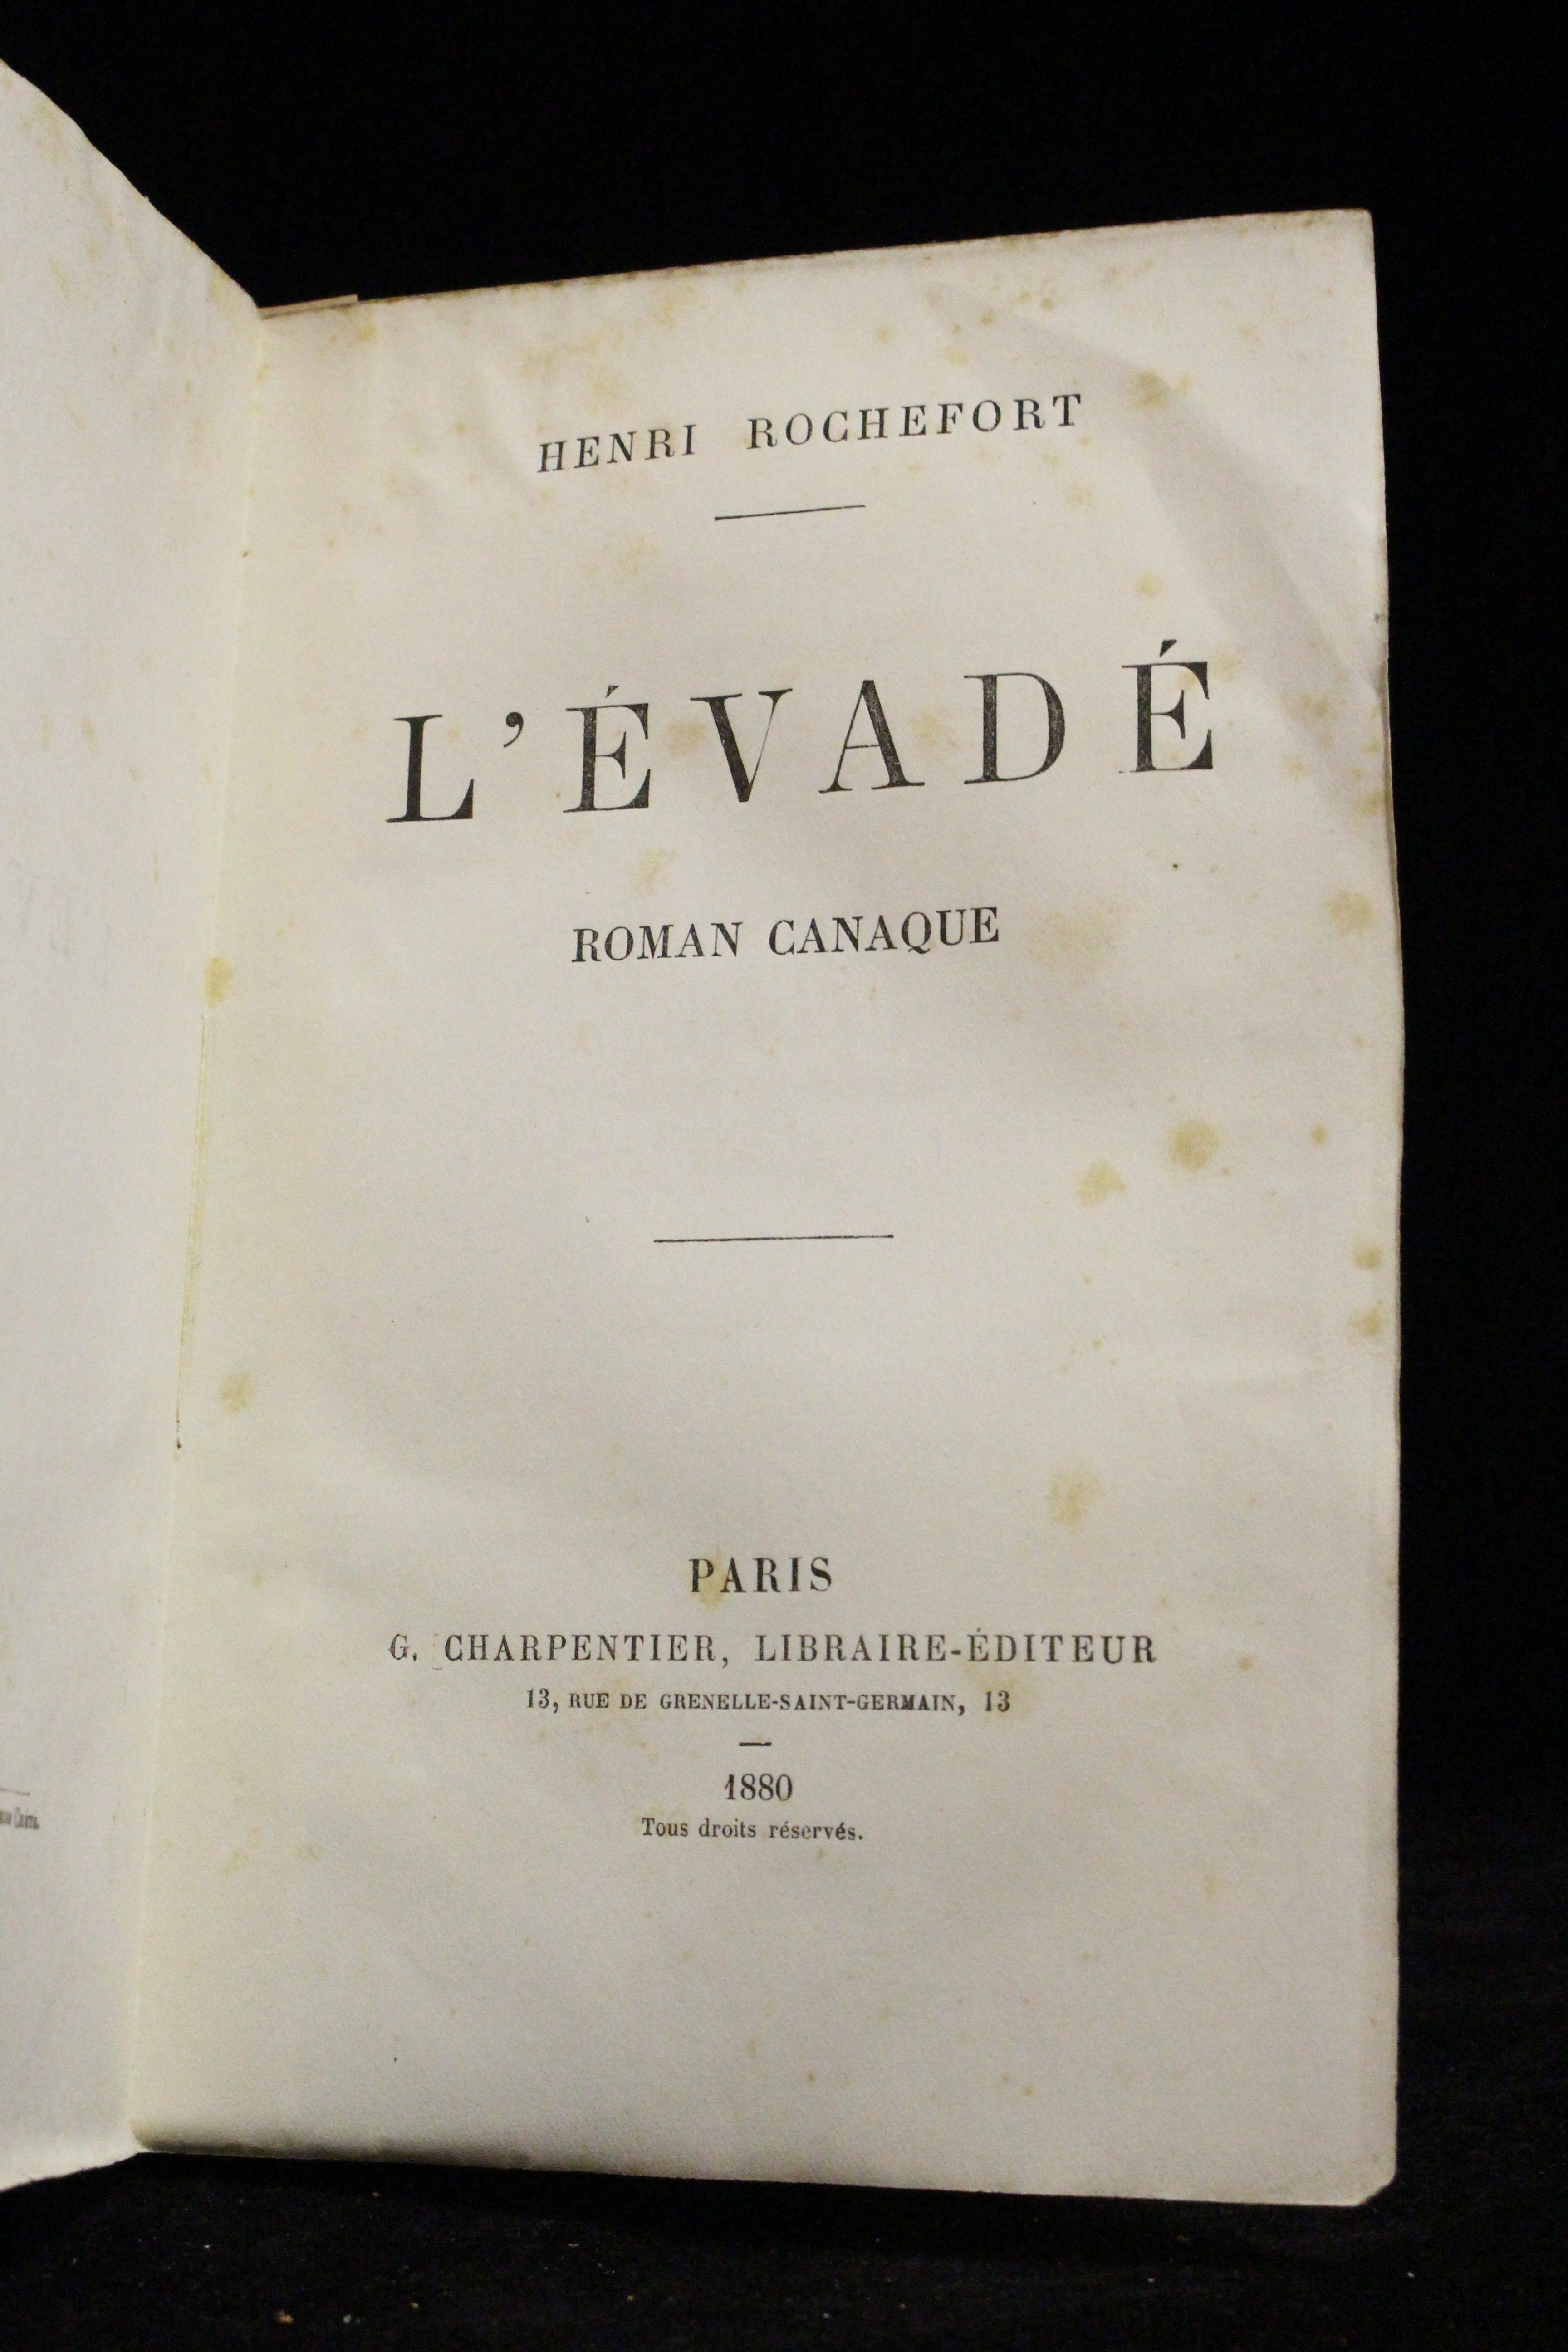 HENRI ROCHEFORT
L'ÉVADÉ
ROMAN CANAQUE
PARIS
G. CHARPENTIER, LIBRAIRE-ÉDITEUR
13, RUE DE GRENELLE-SAINT-GERMAIN, 13
1880
Tous droits réservés.